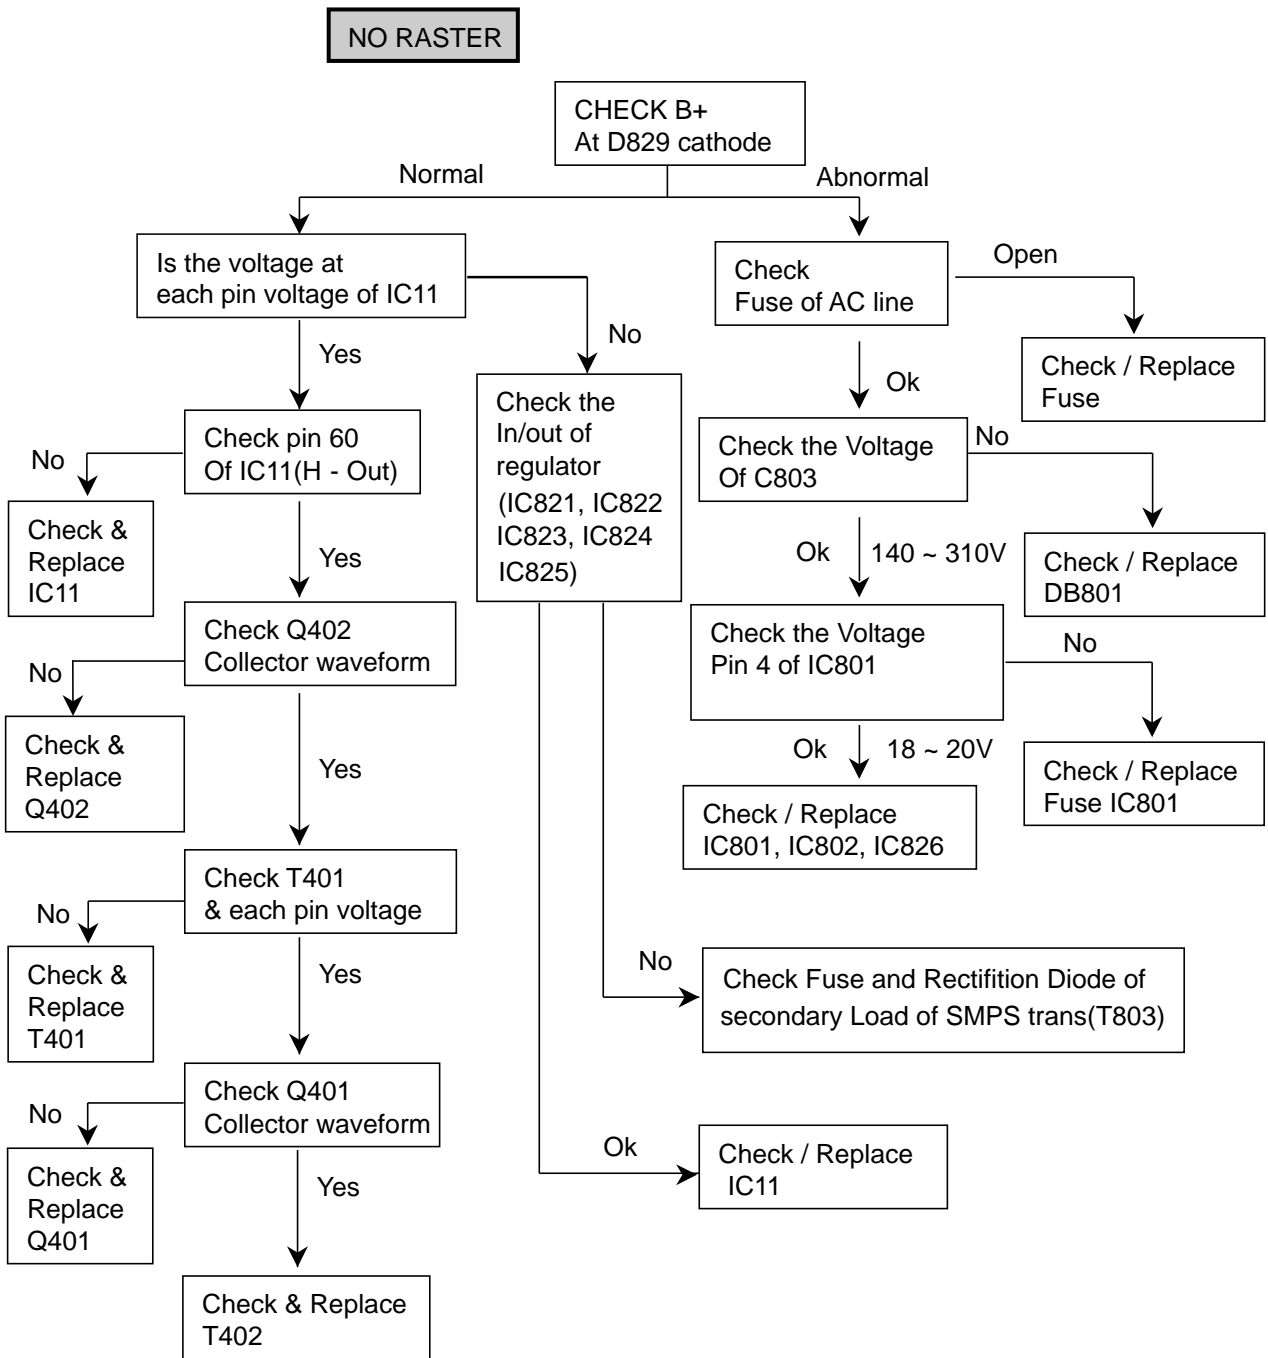 NO RASTER
CHECK B+
At D829 cathode
Normal
Abnormal
Is the voltage at
each pin voltage of IC11
Check
Fuse of AC line
Open
Yes
No
Ok
Check / Replace
Fuse
Check pin 60
Of IC11(H - Out)
No
Check &
Replace
IC11
Check the
In/out of
regulator
(IC821, IC822
IC823, IC824
IC825)
Check the Voltage
Of C803
No
Yes
Ok
140 ~ 310V
Check / Replace
DB801
Check Q402
Collector waveform
No
Check &
Replace
Q402
Check the Voltage
Pin 4 of IC801
No
Yes
Ok
18 ~ 20V
Check / Replace
Fuse IC801
Check / Replace
IC801, IC802, IC826
Check T401
& each pin voltage
No
Check &
Replace
T401
Yes
No
Check Fuse and Rectifition Diode of
secondary Load of SMPS trans(T803)
Check Q401
Collector waveform
No
Check &
Replace
Q401
Yes
Ok
Check / Replace
IC11
Check & Replace
T402